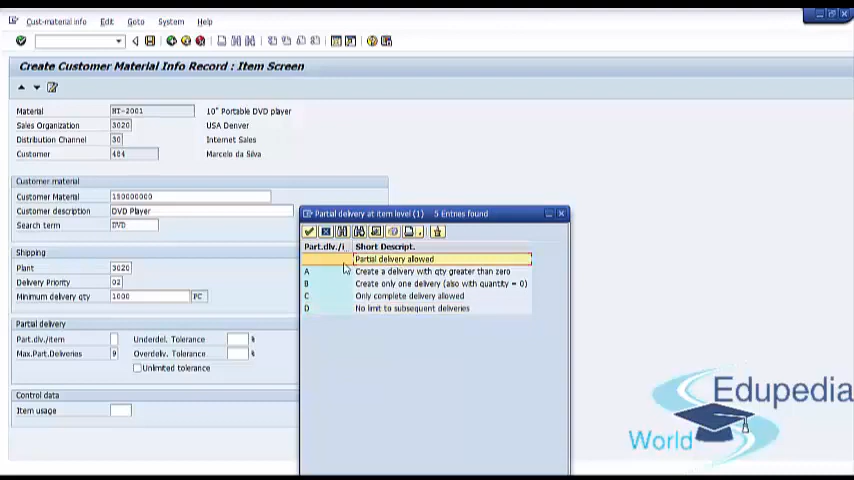 Cust-material info Edit Goto System Help
Create Customer Material Info Record : Item Screen
Material HT-2001 10" Portable DVD player
Sales Organization 3020 USA Denver
Distribution Channel 30 Internet Sales
Customer 484 Marcelo da Silva
Customer material
Customer Material 150000000
Customer description DVD Player
Search term DVD
Shipping
Plant 3020
Delivery Priority 02
Minimum delivery qty 1000 PC
Partial delivery
Part.dlv./item Underdel. Tolerance %
Max.Part.Deliveries 9 Overdeliv. Tolerance %
Unlimited tolerance
Control data
Item usage
Partial delivery at item level (1) 5 Entries found
Part.dlv./i Short Descript.
Partial delivery allowed
A Create a delivery with qty greater than zero
B Create only one delivery (also with quantity = 0)
C Only complete delivery allowed
D No limit to subsequent deliveries
Edupedia
World